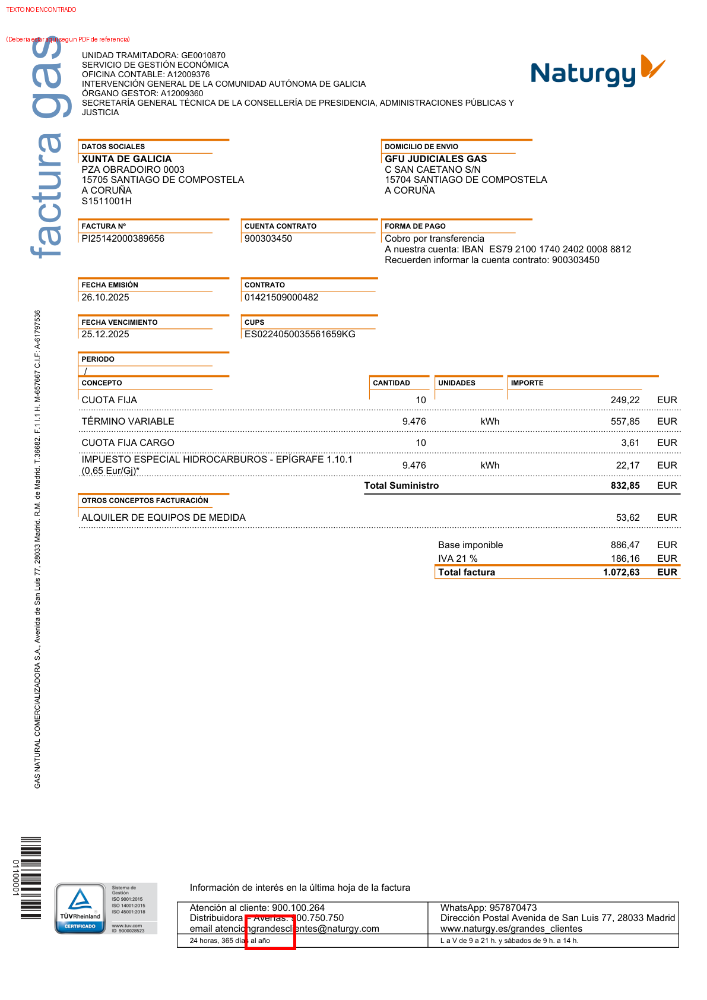 TEXTO NO ENCONTRADO
(Deberia estar aqui segun PDF de referencia)
factura gas
UNIDAD TRAMITADORA: GE0010870
SERVICIO DE GESTIÓN ECONÓMICA
OFICINA CONTABLE: A12009376
INTERVENCIÓN GENERAL DE LA COMUNIDAD AUTÓNOMA DE GALICIA
ÓRGANO GESTOR: A12009360
SECRETARÍA GENERAL TÉCNICA DE LA CONSELLERÍA DE PRESIDENCIA, ADMINISTRACIONES PÚBLICAS Y
JUSTICIA
Naturgy
DATOS SOCIALES
XUNTA DE GALICIA
PZA OBRADOIRO 0003
15705 SANTIAGO DE COMPOSTELA
A CORUÑA
S1511001H
DOMICILIO DE ENVIO
GFU JUDICIALES GAS
C SAN CAETANO S/N
15704 SANTIAGO DE COMPOSTELA
A CORUÑA
FACTURA Nº
PI25142000389656
CUENTA CONTRATO
900303450
FORMA DE PAGO
Cobro por transferencia
A nuestra cuenta: IBAN ES79 2100 1740 2402 0008 8812
Recuerden informar la cuenta contrato: 900303450
FECHA EMISIÓN
26.10.2025
CONTRATO
01421509000482
FECHA VENCIMIENTO
25.12.2025
CUPS
ES0224050035561659KG
PERIODO
/
CONCEPTO CANTIDAD UNIDADES IMPORTE
CUOTA FIJA 10 249,22 EUR
TÉRMINO VARIABLE 9.476 kWh 557,85 EUR
CUOTA FIJA CARGO 10 3,61 EUR
IMPUESTO ESPECIAL HIDROCARBUROS - EPÍGRAFE 1.10.1
(0,65 Eur/Gj)* 9.476 kWh 22,17 EUR
Total Suministro 832,85 EUR
OTROS CONCEPTOS FACTURACIÓN
ALQUILER DE EQUIPOS DE MEDIDA 53,62 EUR
Base imponible 886,47 EUR
IVA 21 % 186,16 EUR
Total factura 1.072,63 EUR
GAS NATURAL COMERCIALIZADORA S.A., Avenida de San Luis 77, 28033 Madrid. R.M. de Madrid. T.36682. F.1 I.1 H. M-657667 C.I.F: A-61797536
01100001
TÜVRheinland
CERTIFICADO
Sistema de
Gestión
ISO 9001:2015
ISO 14001:2015
ISO 45001:2018
www.tuv.com
ID 9000028523
Información de interés en la última hoja de la factura
Atención al cliente: 900.100.264
Distribuidora – Averías: 900.750.750
email atenciongrandesclientes@naturgy.com
24 horas, 365 días al año
WhatsApp: 957870473
Dirección Postal Avenida de San Luis 77, 28033 Madrid
www.naturgy.es/grandes_clientes
L a V de 9 a 21 h. y sábados de 9 h. a 14 h.